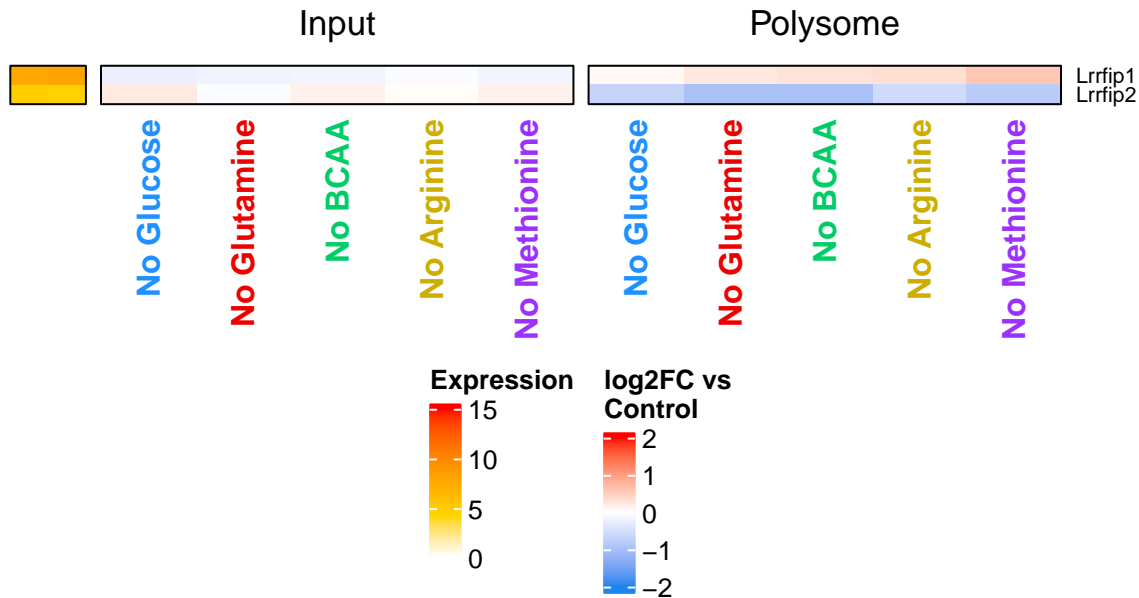 Input
Polysome
Lrrfip1
Lrrfip2
No Glucose
No Glutamine
No BCAA
No Arginine
No Methionine
No Glucose
No Glutamine
No BCAA
No Arginine
No Methionine
Expression
15
10
5
0
log2FC vs
Control
2
1
0
−1
−2